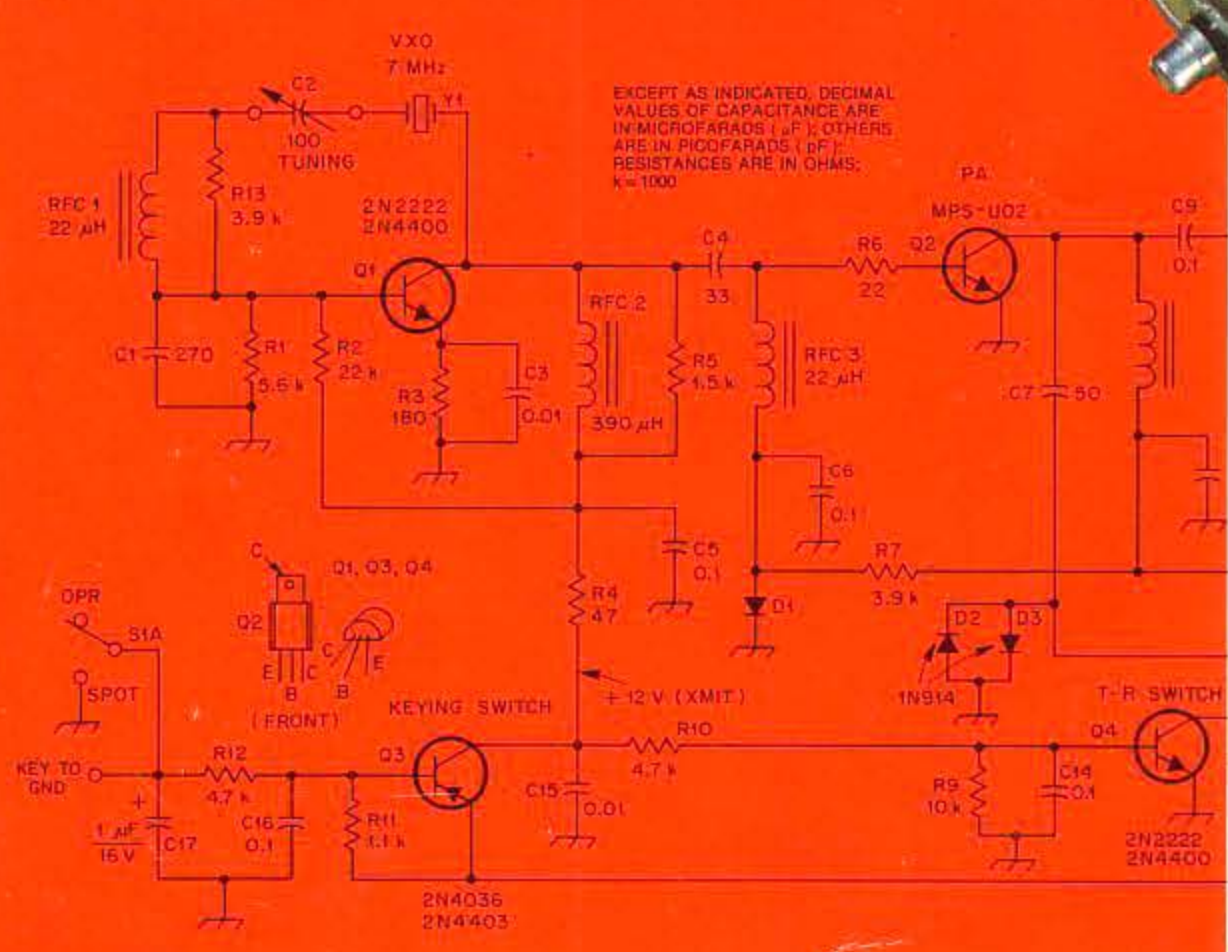 VXO
7 MHz
C2
Y1
100
TUNING
EXCEPT AS INDICATED, DECIMAL
VALUES OF CAPACITANCE ARE
IN MICROFARADS ( µF ); OTHERS
ARE IN PICOFARADS ( pF );
RESISTANCES ARE IN OHMS;
k = 1000
RFC 1
22 µH
R13
3.9 k
2N2222
2N4400
Q1
PA
MPS-U02
Q2
C9
0.1
C4
33
R6
22
RFC 2
390 µH
R5
1.5 k
RFC 3
22 µH
C1
270
R1
5.6 k
R2
22 k
R3
180
C3
0.01
C7
50
C6
0.1
C5
0.1
R7
3.9 k
R4
47
D1
D2
D3
1N914
C
Q1, Q3, Q4
Q2
E
B
C
(FRONT)
C
B
E
OPR
S1A
SPOT
KEYING SWITCH
+ 12 V (XMIT.)
T-R SWITCH
Q3
R10
4.7 k
Q4
KEY TO
GND
R12
4.7 k
+
1 µF
16 V
C17
C16
0.1
R11
1.1 k
C15
0.01
R9
10 k
C14
0.1
2N4036
2N4403
2N2222
2N4400